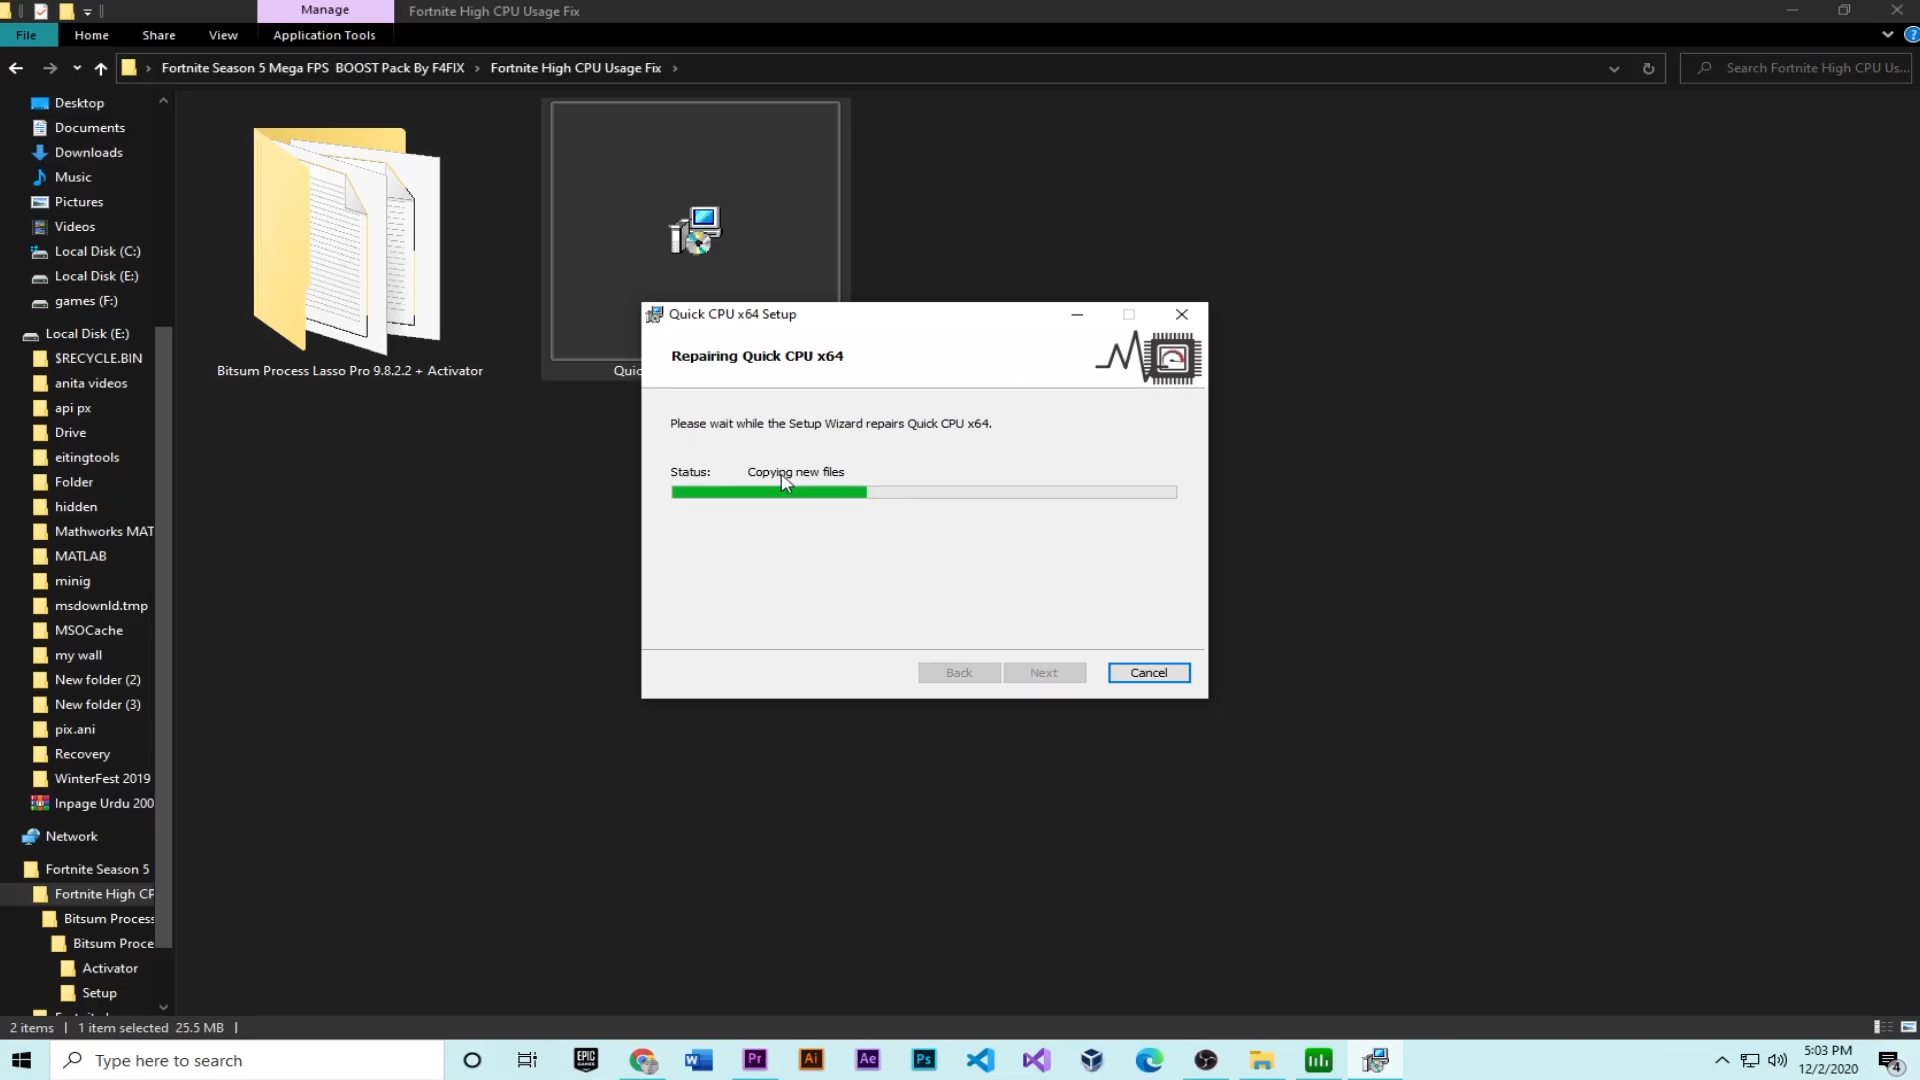 Manage
Fortnite High CPU Usage Fix
File
Home
Share
View
Application Tools
Fortnite Season 5 Mega FPS BOOST Pack By F4FIX
Fortnite High CPU Usage Fix
Search Fortnite High CPU Us...
Desktop
Documents
Downloads
Music
Pictures
Videos
Local Disk (C:)
Local Disk (E:)
games (F:)
Local Disk (E:)
$RECYCLE.BIN
anita videos
api px
Drive
eitingtools
Folder
hidden
Mathworks MAT
MATLAB
minig
msdownld.tmp
MSOCache
my wall
New folder (2)
New folder (3)
pix.ani
Recovery
WinterFest 2019
Inpage Urdu 200
Network
Fortnite Season 5
Fortnite High CP
Bitsum Process
Bitsum Proce
Activator
Setup
Bitsum Process Lasso Pro 9.8.2.2 + Activator
Quick CPU x64 Setup
Repairing Quick CPU x64
Please wait while the Setup Wizard repairs Quick CPU x64.
Status: Copying new files
Back
Next
Cancel
2 items
1 item selected 25.5 MB
Type here to search
EPIC GAMES
Pr
Ai
Ae
Ps
5:03 PM
12/2/2020
4